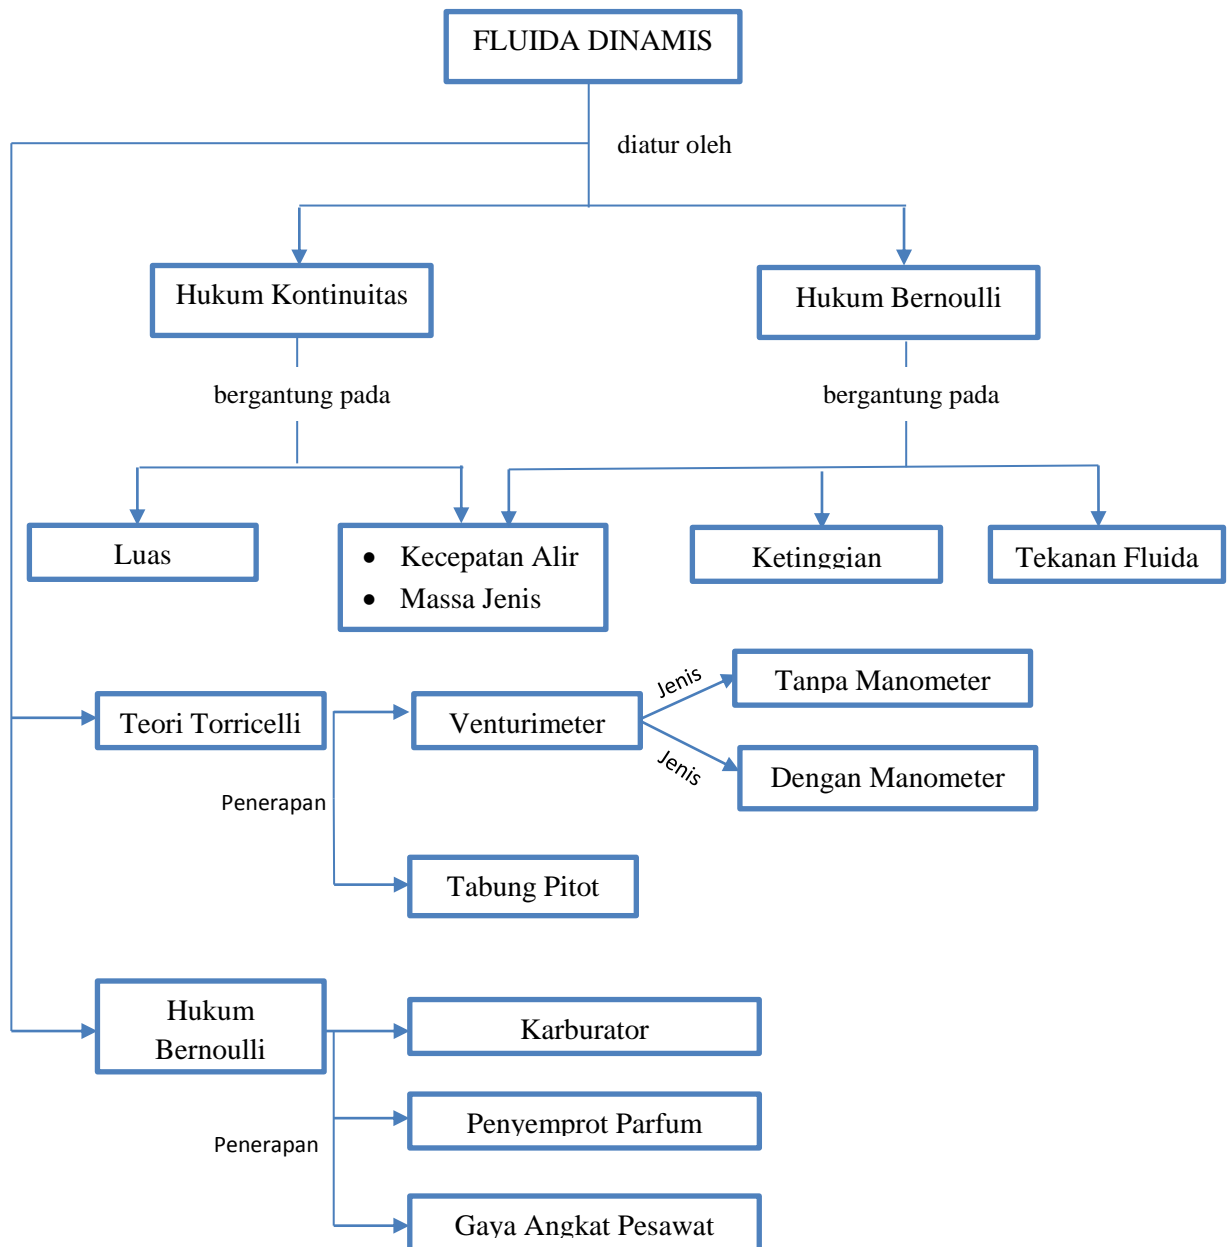 FLUIDA DINAMIS
diatur oleh
Hukum Kontinuitas
Hukum Bernoulli
bergantung pada
bergantung pada
Luas
• Kecepatan Alir
• Massa Jenis
Ketinggian
Tekanan Fluida
Teori Torricelli
Penerapan
Venturimeter
Jenis
Tanpa Manometer
Jenis
Dengan Manometer
Tabung Pitot
Hukum
Bernoulli
Penerapan
Karburator
Penyemprot Parfum
Gaya Angkat Pesawat